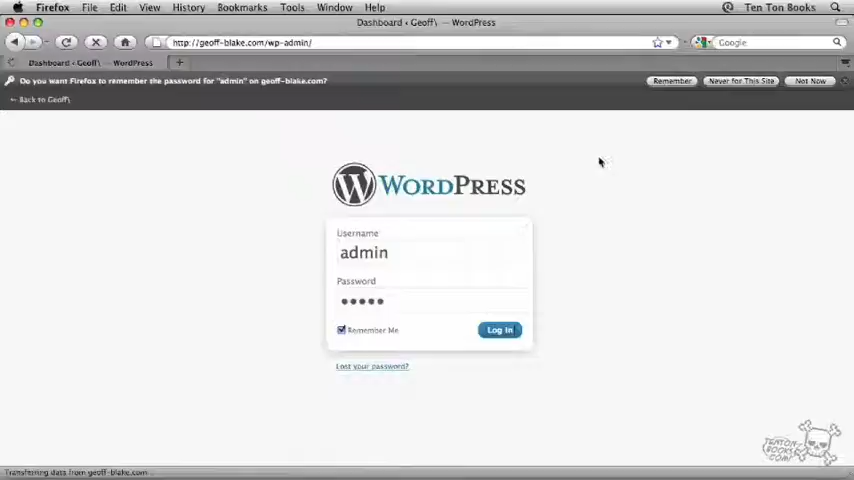 Firefox File Edit View History Bookmarks Tools Window Help Ten Ton Books
Dashboard ‹ Geoff\ — WordPress
http://geoff-blake.com/wp-admin/ Google
Dashboard ‹ Geoff\ — WordPress
Do you want Firefox to remember the password for "admin" on geoff-blake.com? Remember Never for This Site Not Now
← Back to Geoff\
WORDPRESS
Username
admin
Password
Remember Me Log In
Lost your password?
TENTON
BOOKS.
COM!
Transferring data from geoff-blake.com...